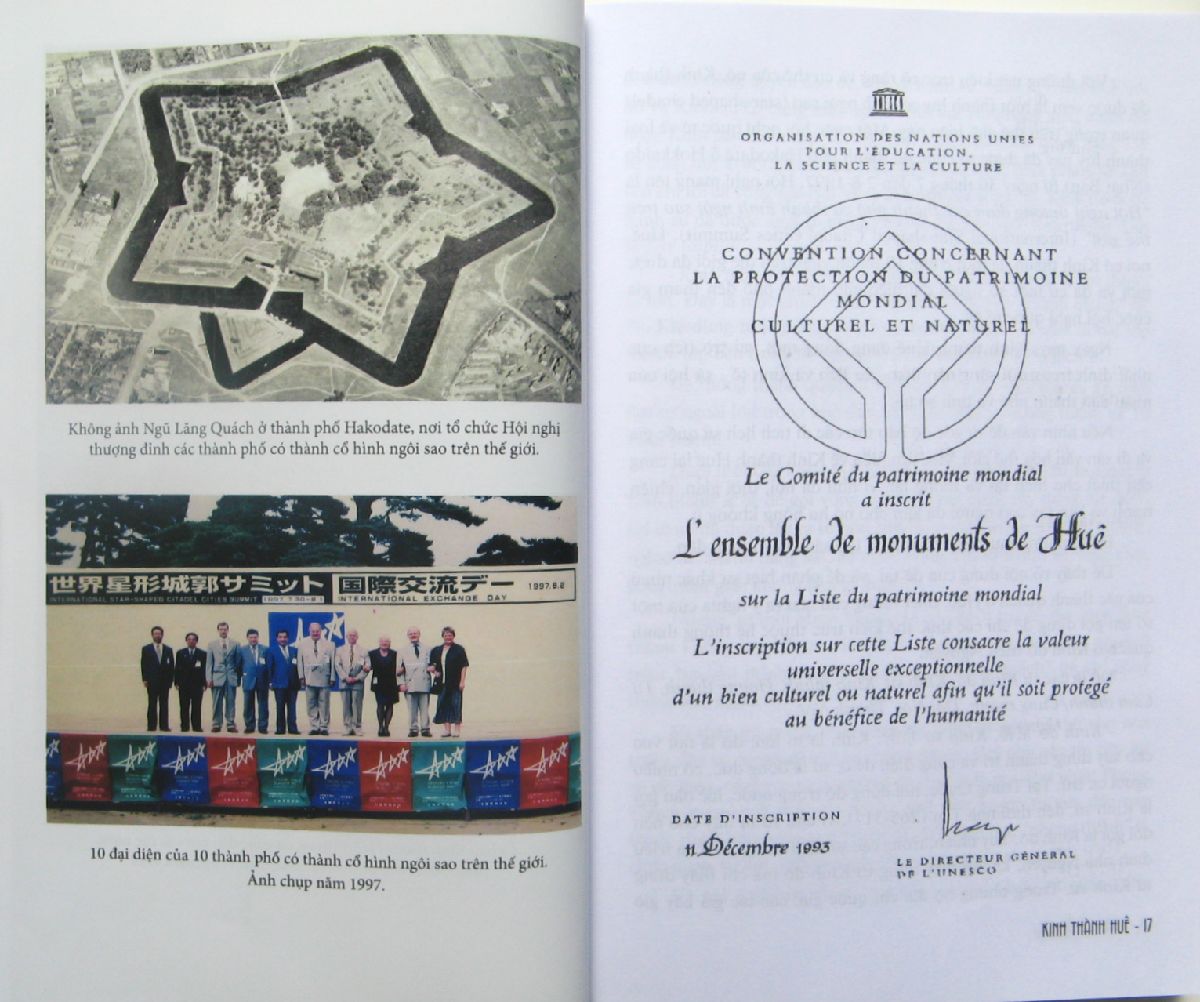 Không ảnh Ngũ Lăng Quách ở thành phố Hakodate, nơi tổ chức Hội nghị
thượng đỉnh các thành phố có thành cổ hình ngôi sao trên thế giới.
世界星形城郭サミット 国際交流デー 1997.8.2
INTERNATIONAL STAR-SHAPED CITADEL CITIES SUMMIT INTERNATIONAL EXCHANGE DAY
10 đại diện của 10 thành phố có thành cổ hình ngôi sao trên thế giới.
Ảnh chụp năm 1997.
ORGANISATION DES NATIONS UNIES
POUR L'ÉDUCATION,
LA SCIENCE ET LA CULTURE
CONVENTION CONCERNANT
LA PROTECTION DU PATRIMOINE
MONDIAL
CULTUREL ET NATUREL
Le Comité du patrimoine mondial
a inscrit
L'ensemble de monuments de Huê
sur la Liste du patrimoine mondial
L'inscription sur cette Liste consacre la valeur
universelle exceptionnelle
d'un bien culturel ou naturel afin qu'il soit protégé
au bénéfice de l'humanité
DATE D'INSCRIPTION
11 Décembre 1993
LE DIRECTEUR GÉNÉRAL
DE L'UNESCO
KINH THÀNH HUẾ - 17